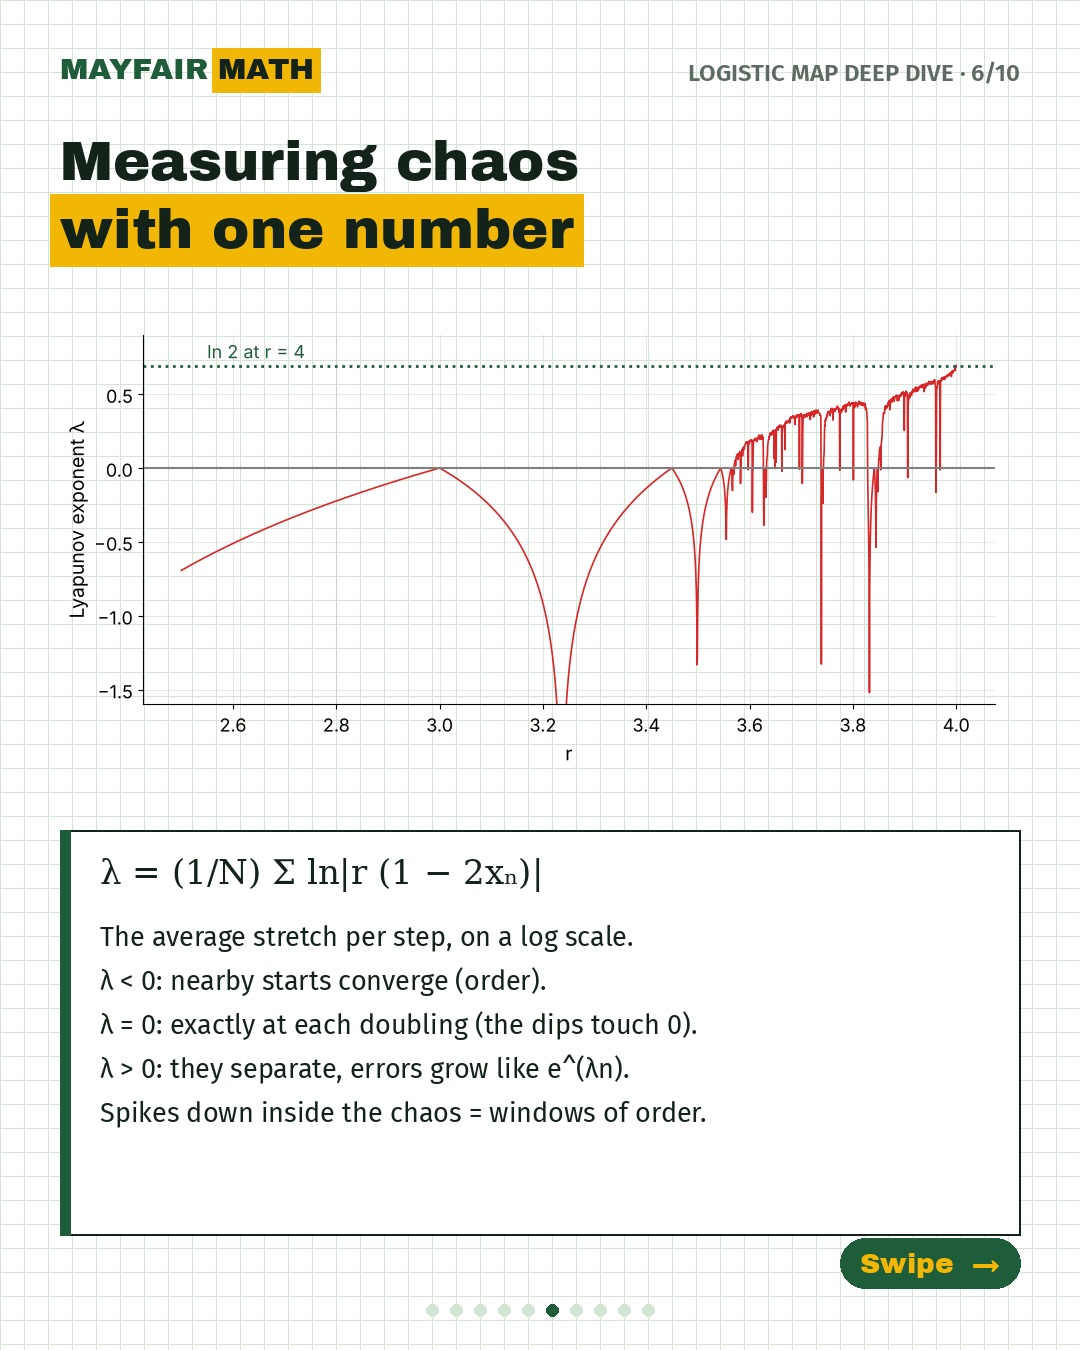 MAYFAIR MATH
LOGISTIC MAP DEEP DIVE · 6/10
Measuring chaos
with one number
ln 2 at r = 4
Lyapunov exponent λ
0.5
0.0
−0.5
−1.0
−1.5
2.6 2.8 3.0 3.2 3.4 3.6 3.8 4.0
r
λ = (1/N) Σ ln|r (1 − 2xₙ)|
The average stretch per step, on a log scale.
λ < 0: nearby starts converge (order).
λ = 0: exactly at each doubling (the dips touch 0).
λ > 0: they separate, errors grow like e^(λn).
Spikes down inside the chaos = windows of order.
Swipe →